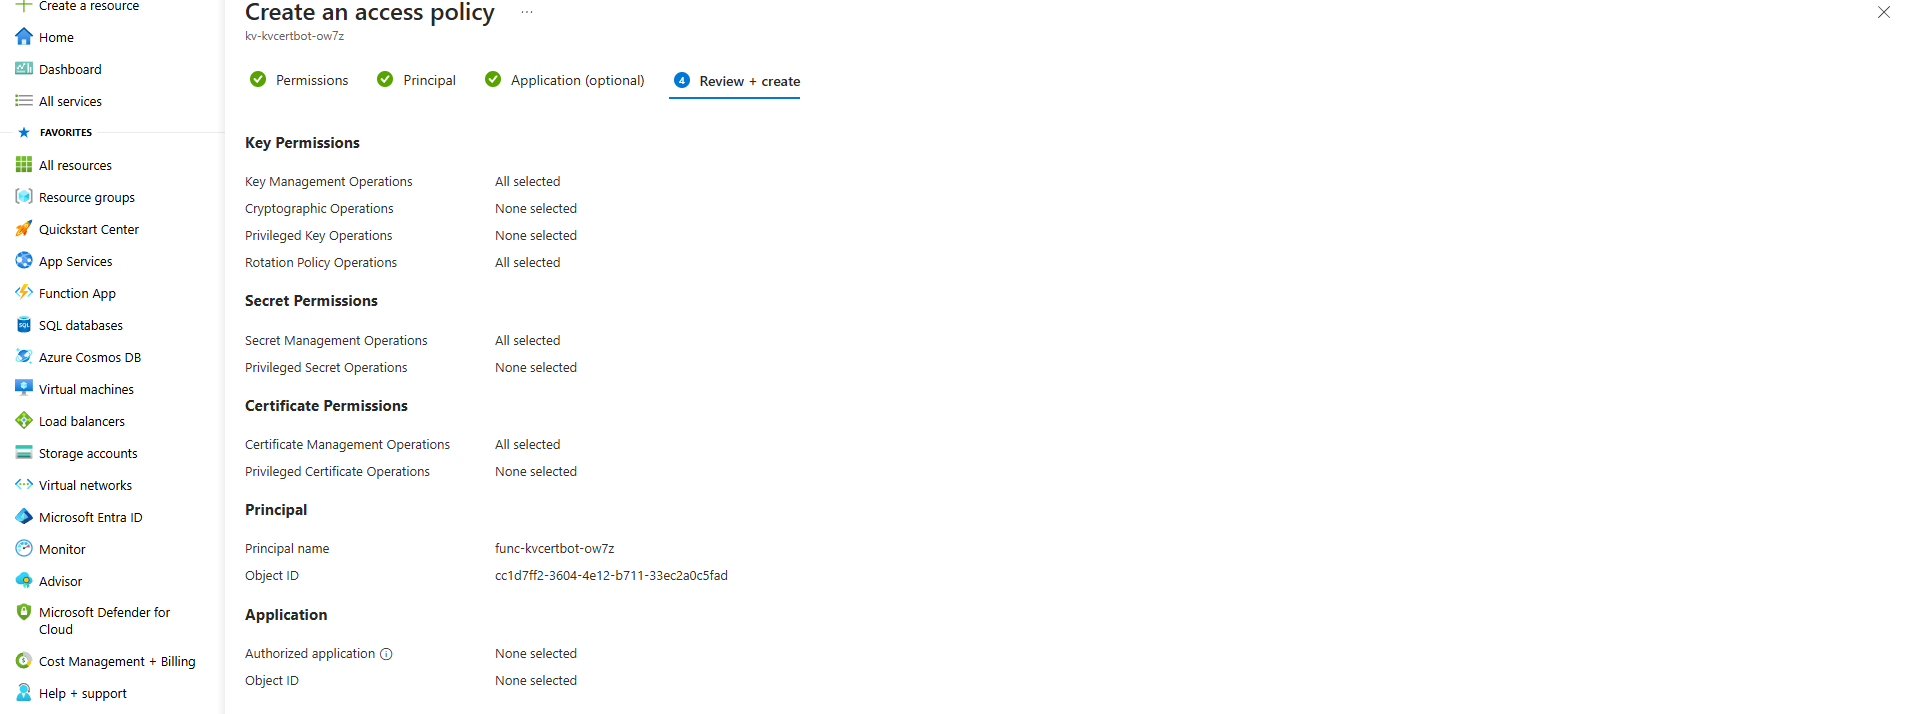 Create a resource
Home
Dashboard
All services
FAVORITES
All resources
Resource groups
Quickstart Center
App Services
Function App
SQL databases
Azure Cosmos DB
Virtual machines
Load balancers
Storage accounts
Virtual networks
Microsoft Entra ID
Monitor
Advisor
Microsoft Defender for
Cloud
Cost Management + Billing
Help + support
Create an access policy ...
kv-kvcertbot-ow7z
Permissions Principal Application (optional) 4 Review + create
Key Permissions
Key Management Operations All selected
Cryptographic Operations None selected
Privileged Key Operations None selected
Rotation Policy Operations All selected
Secret Permissions
Secret Management Operations All selected
Privileged Secret Operations None selected
Certificate Permissions
Certificate Management Operations All selected
Privileged Certificate Operations None selected
Principal
Principal name func-kvcertbot-ow7z
Object ID cc1d7ff2-3604-4e12-b711-33ec2a0c5fad
Application
Authorized application None selected
Object ID None selected